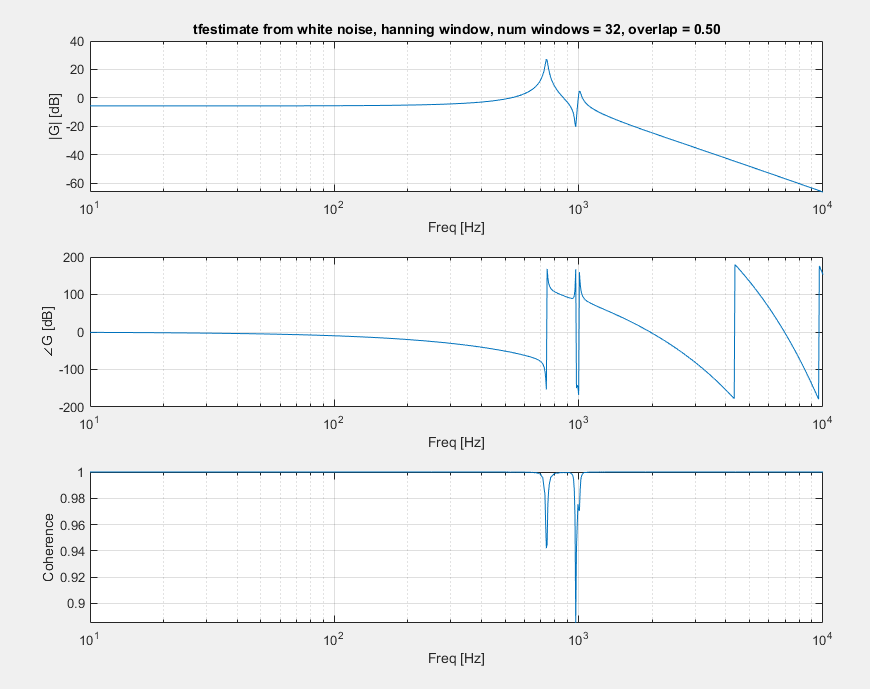 tfestimate from white noise, hanning window, num windows = 32, overlap = 0.50
40
20
0
-20
-40
-60
|G| [dB]
10^1 10^2 10^3 10^4
Freq [Hz]
200
100
0
-100
-200
∠G [dB]
10^1 10^2 10^3 10^4
Freq [Hz]
1
0.98
0.96
0.94
0.92
0.9
Coherence
10^1 10^2 10^3 10^4
Freq [Hz]